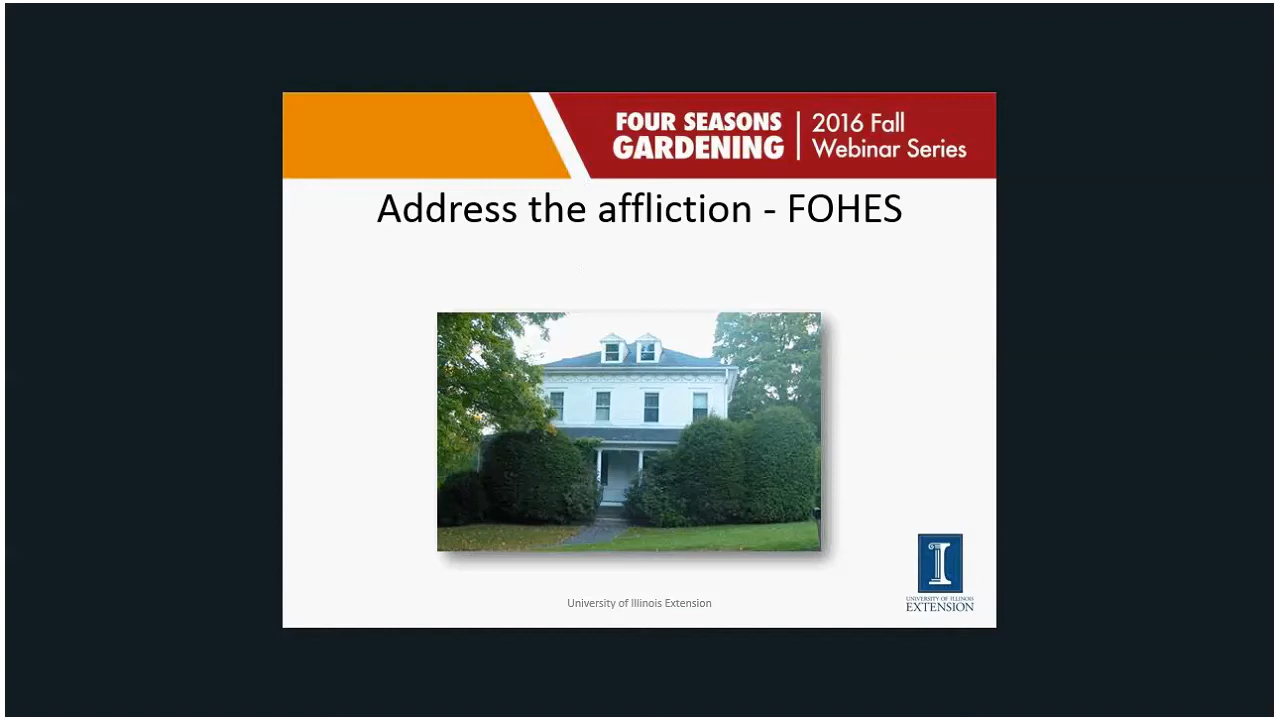 FOUR SEASONS
GARDENING
2016 Fall
Webinar Series
Address the affliction - FOHES
University of Illinois Extension
UNIVERSITY OF ILLINOIS
EXTENSION